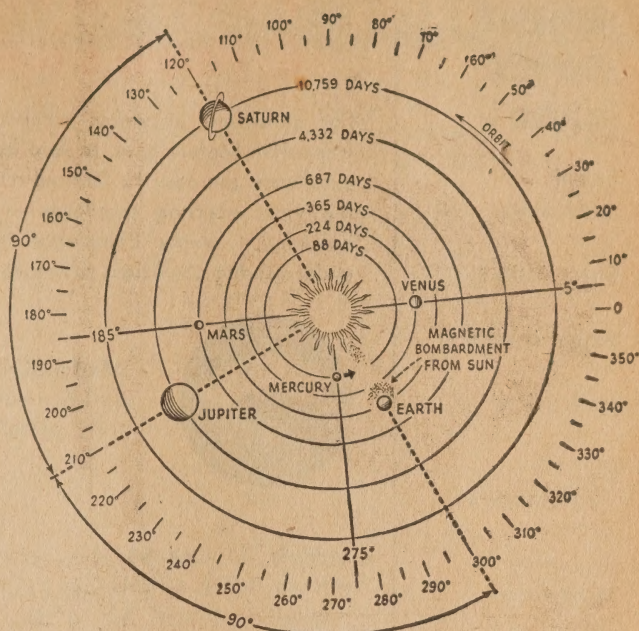 90°
100°
80°
110°
70°
120°
60°
130°
10,759 DAYS
50°
SATURN
140°
4,332 DAYS
ORBIT
40°
150°
687 DAYS
30°
160°
365 DAYS
20°
224 DAYS
90°
88 DAYS
170°
10°
VENUS
5°
180°
0
185°
MARS
MAGNETIC
BOMBARDMENT
FROM SUN
190°
350°
MERCURY
200°
JUPITER
EARTH
340°
210°
330°
220°
320°
230°
310°
240°
275°
300°
250°
290°
260°
270°
280°
90°